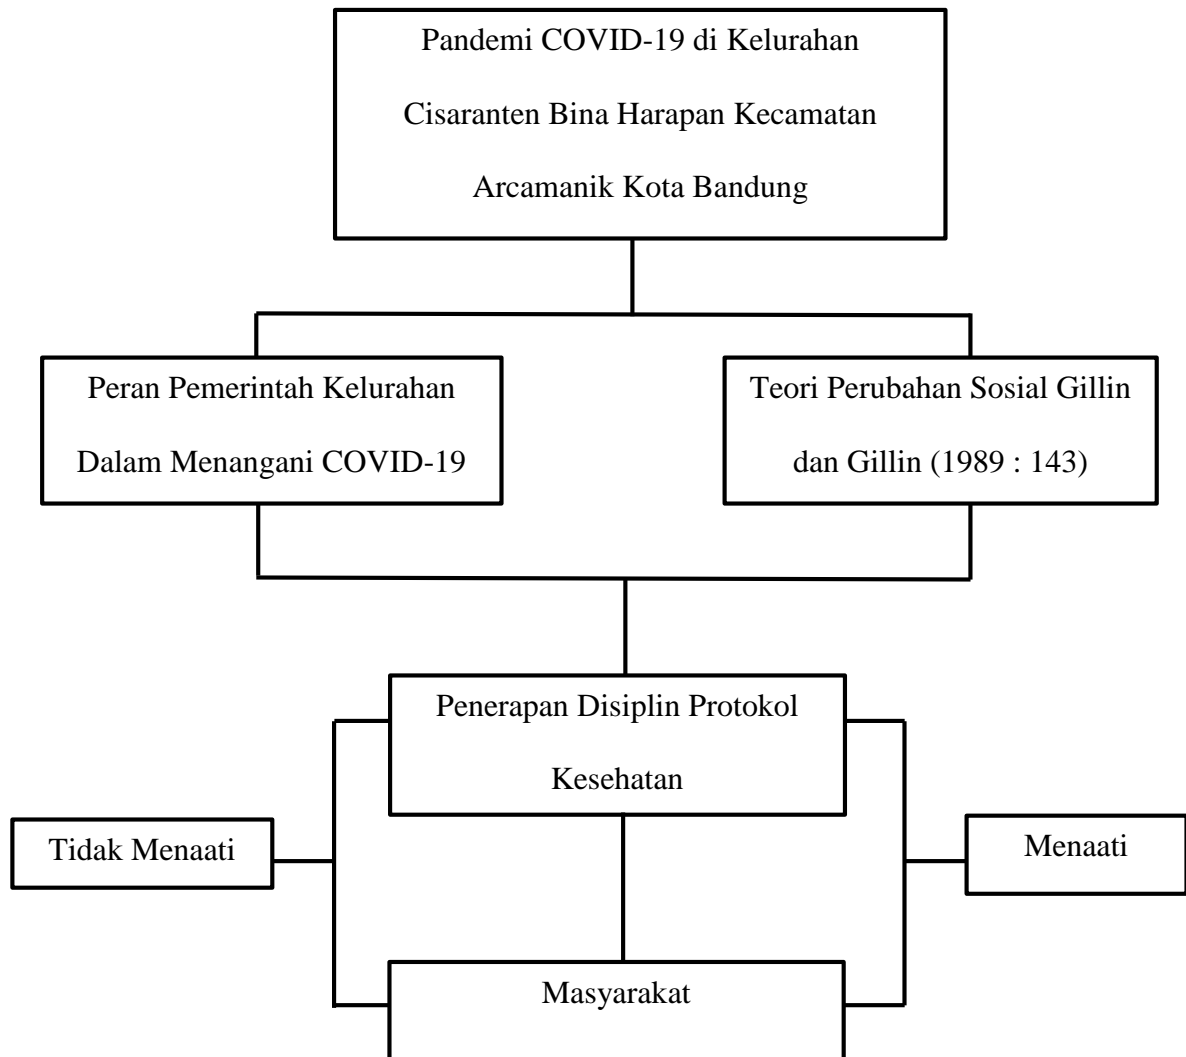 Pandemi COVID-19 di Kelurahan
Cisaranten Bina Harapan Kecamatan
Arcamanik Kota Bandung
Peran Pemerintah Kelurahan
Dalam Menangani COVID-19
Teori Perubahan Sosial Gillin
dan Gillin (1989 : 143)
Penerapan Disiplin Protokol
Kesehatan
Tidak Menaati
Menaati
Masyarakat